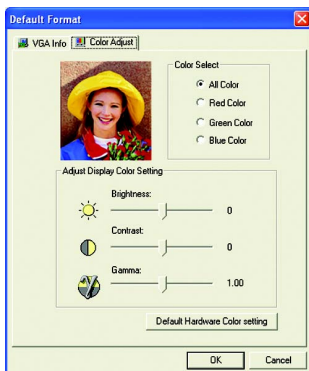 Default Format
VGA Info Color Adjust
Color Select
All Color
Red Color
Green Color
Blue Color
Adjust Display Color Setting
Brightness:
0
Contrast:
0
Gamma:
1.00
Default Hardware Color setting
OK Cancel